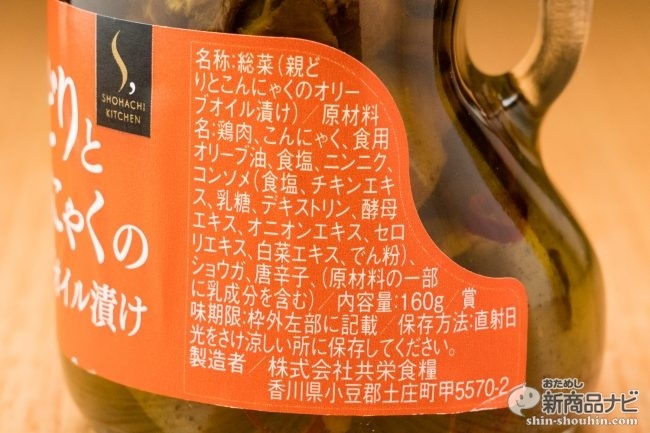 SHOHACHI
KITCHEN
どりと
にゃくの
オイル漬け
名称:総菜(親ど
りとこんにゃくのオリー
ブオイル漬け)／原材料
名:鶏肉、こんにゃく、食用
オリーブ油、食塩、ニンニク、
コンソメ(食塩、チキンエキ
ス、乳糖、デキストリン、酵母
エキス、オニオンエキス、セロ
リエキス、白菜エキス、でん粉)、
ショウガ、唐辛子、(原材料の一部
に乳成分を含む)／内容量:160g／賞
味期限:枠外左部に記載／保存方法:直射日
光をさけ涼しい所に保存してください。
製造者／株式会社共栄食糧
香川県小豆郡土庄町甲5570-2
おためし
新商品ナビ
shin-shouhin.com